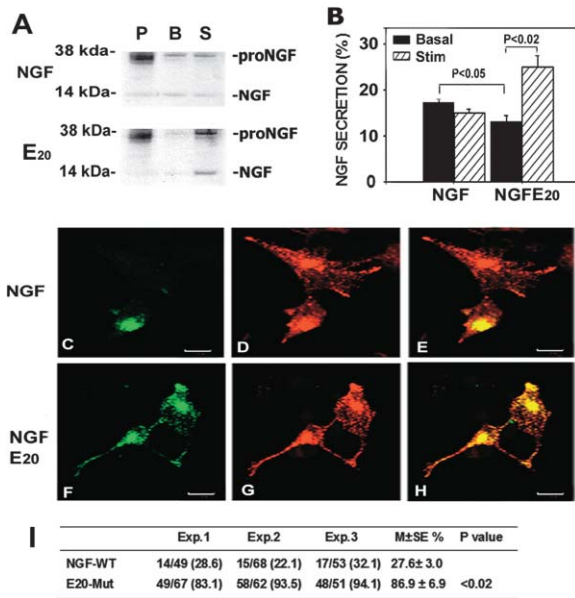 A
P B S
38 kda- -proNGF
NGF
14 kDa- -NGF
38 kDa- -proNGF
E20
14 kDa- -NGF
B
Basal
Stim
P<0.02
P<0.05
NGF SECRETION (%)
30
20
10
0
NGF NGFE20
NGF
C D E
NGF
E20
F G H
I
Exp.1 Exp.2 Exp.3 M±SE % P value
NGF-WT 14/49 (28.6) 15/68 (22.1) 17/53 (32.1) 27.6± 3.0
E20-Mut 49/67 (83.1) 58/62 (93.5) 48/51 (94.1) 86.9 ± 6.9 <0.02